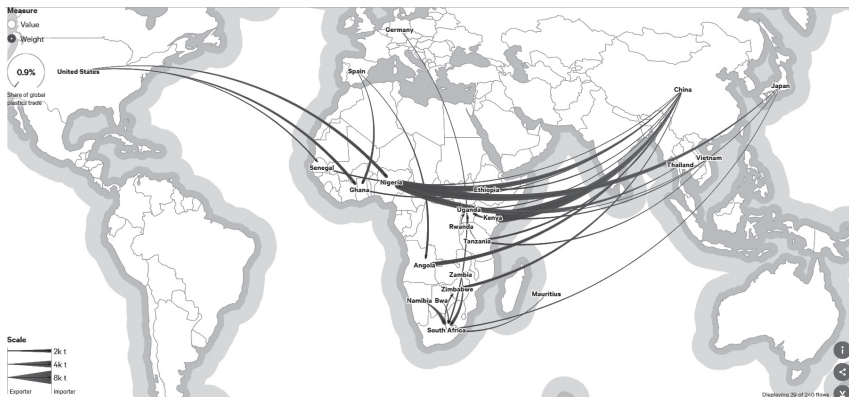 Measure
Value
Weight
0.9%
Share of global
plastics trade
United States
Germany
Spain
China
Japan
Senegal
Ghana
Nigeria
Ethiopia
Thailand
Vietnam
Uganda
Kenya
Rwanda
Tanzania
Angola
Zambia
Zimbabwe
Mauritius
Namibia
Bwa
South Africa
Scale
2k t
4k t
8k t
Exporter
Importer
Displaying 29 of 240 flows